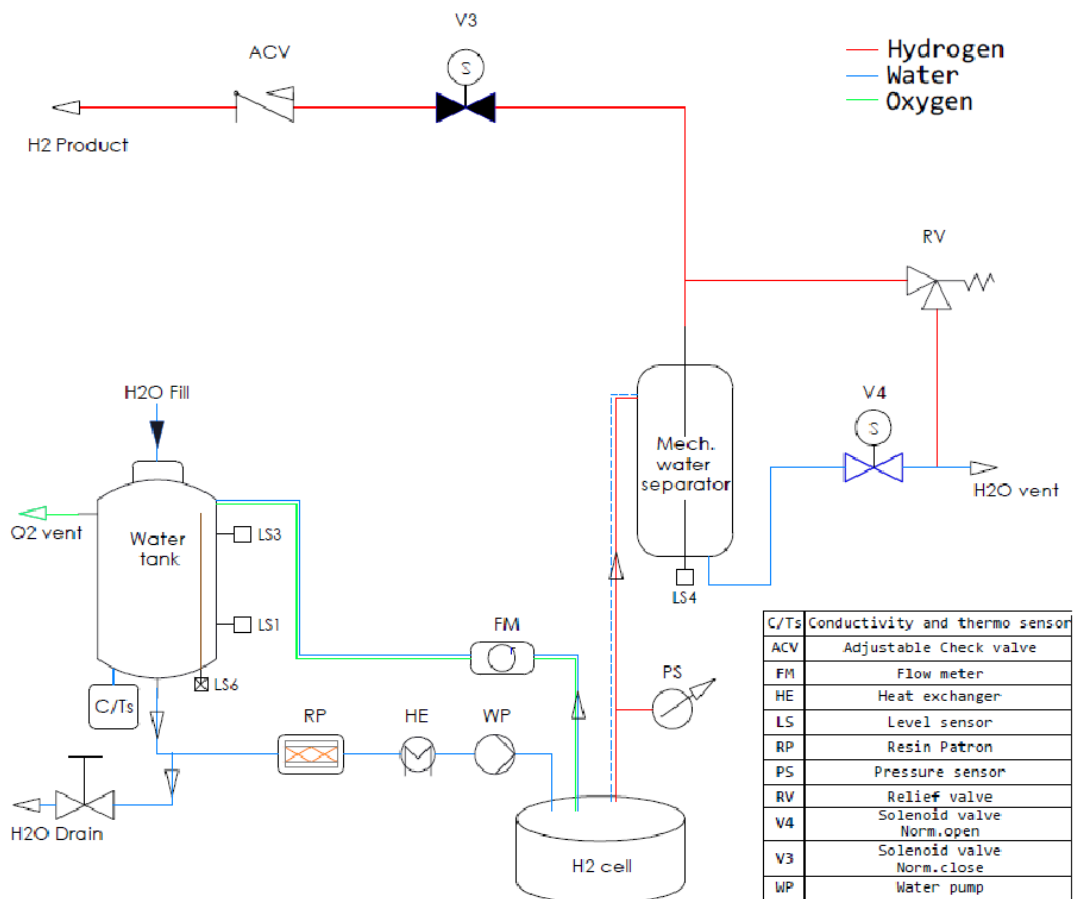 V3
ACV
S
Hydrogen
Water
Oxygen
H2 Product
RV
H2O Fill
V4
S
Mech.
water
separator
H2O vent
O2 vent
Water
tank
LS3
LS4
LS1
FM
LS6
C/Ts
PS
RP
HE
WP
H2O Drain
H2 cell
C/Ts Conductivity and thermo sensor
ACV Adjustable Check valve
FM Flow meter
HE Heat exchanger
LS Level sensor
RP Resin Patron
PS Pressure sensor
RV Relief valve
V4 Solenoid valve
Norm.open
V3 Solenoid valve
Norm.close
WP Water pump